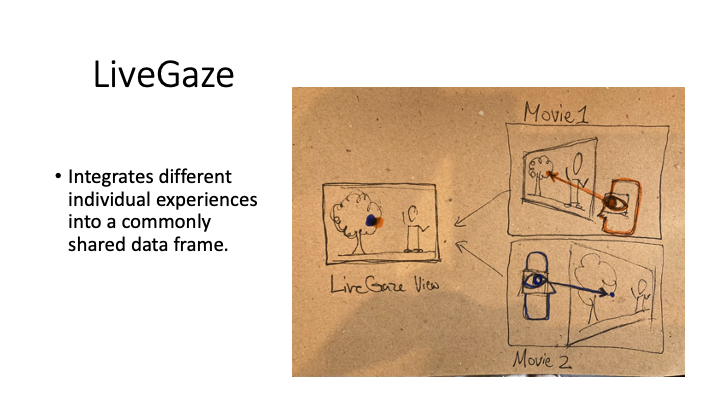 LiveGaze
• Integrates different
individual experiences
into a commonly
shared data frame.
Movie 1
LiveGaze View
Movie 2